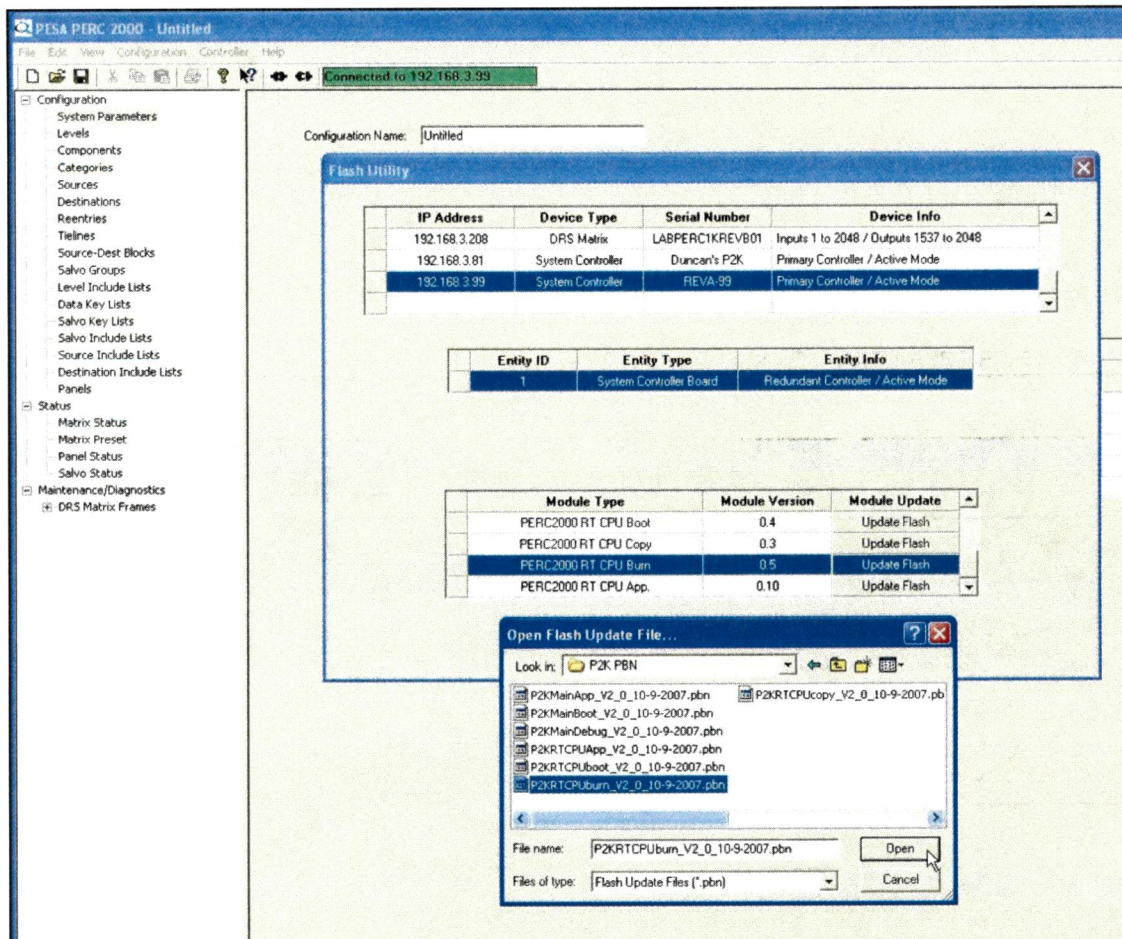 PESA PERC 2000 - Untitled
File Edit View Configuration Controller Help
Connected to 192.168.3.99
Configuration
System Parameters
Levels
Components
Categories
Sources
Destinations
Reentries
Tielines
Source-Dest Blocks
Salvo Groups
Level Include Lists
Data Key Lists
Salvo Key Lists
Salvo Include Lists
Source Include Lists
Destination Include Lists
Panels
Status
Matrix Status
Matrix Preset
Panel Status
Salvo Status
Maintenance/Diagnostics
DRS Matrix Frames
Configuration Name: Untitled
Flash Utility
IP Address Device Type Serial Number Device Info
192.168.3.208 DRS Matrix LABPERC1KREVB01 Inputs 1 to 2048 / Outputs 1537 to 2048
192.168.3.81 System Controller Duncan's P2K Primary Controller / Active Mode
192.168.3.99 System Controller REVA-99 Primary Controller / Active Mode
Entity ID Entity Type Entity Info
1 System Controller Board Redundant Controller / Active Mode
Module Type Module Version Module Update
PERC2000 RT CPU Boot 0.4 Update Flash
PERC2000 RT CPU Copy 0.3 Update Flash
PERC2000 RT CPU Burn 0.5 Update Flash
PERC2000 RT CPU App. 0.10 Update Flash
Open Flash Update File...
Look in: P2K PBN
P2KMainApp_V2_0_10-9-2007.pbn P2KRTCPUcopy_V2_0_10-9-2007.pb
P2KMainBoot_V2_0_10-9-2007.pbn
P2KMainDebug_V2_0_10-9-2007.pbn
P2KRTCPUApp_V2_0_10-9-2007.pbn
P2KRTCPUboot_V2_0_10-9-2007.pbn
P2KRTCPUburn_V2_0_10-9-2007.pbn
File name: P2KRTCPUburn_V2_0_10-9-2007.pbn Open
Files of type: Flash Update Files (*.pbn) Cancel